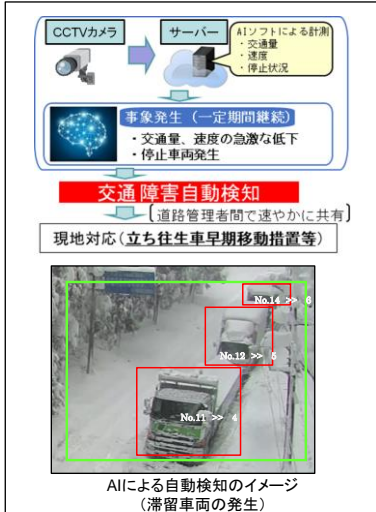 CCTVカメラ
サーバー
AIソフトによる計測
・交通量
・速度
・停止状況
事象発生（一定期間継続）
・交通量、速度の急激な低下
・停止車両発生
交通障害自動検知
［道路管理者間で速やかに共有］
現地対応（立ち往生車早期移動措置等）
No.14 >> 6
No.12 >> 5
No.11 >> 4
AIによる自動検知のイメージ
（滞留車両の発生）